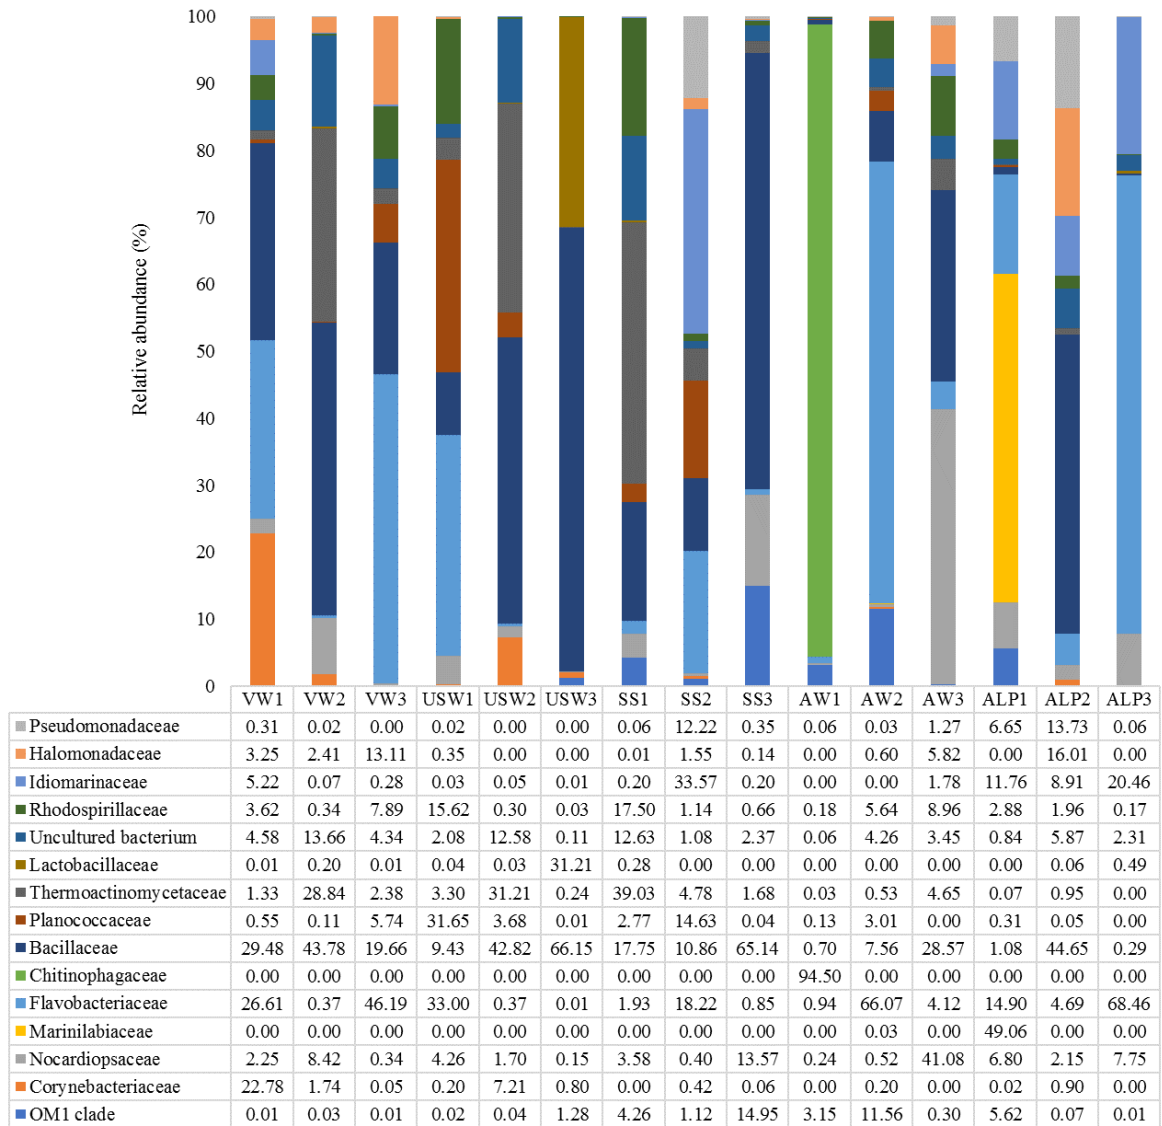 100
90
80
70
60
50
40
30
20
10
0
Relative abundance (%)
VW1 VW2 VW3 USW1 USW2 USW3 SS1 SS2 SS3 AW1 AW2 AW3 ALP1 ALP2 ALP3
Pseudomonadaceae 0.31 0.02 0.00 0.02 0.00 0.00 0.06 12.22 0.35 0.06 0.03 1.27 6.65 13.73 0.06
Halomonadaceae 3.25 2.41 13.11 0.35 0.00 0.00 0.01 1.55 0.14 0.00 0.60 5.82 0.00 16.01 0.00
Idiomarinaceae 5.22 0.07 0.28 0.03 0.05 0.01 0.20 33.57 0.20 0.00 0.00 1.78 11.76 8.91 20.46
Rhodospirillaceae 3.62 0.34 7.89 15.62 0.30 0.03 17.50 1.14 0.66 0.18 5.64 8.96 2.88 1.96 0.17
Uncultured bacterium 4.58 13.66 4.34 2.08 12.58 0.11 12.63 1.08 2.37 0.06 4.26 3.45 0.84 5.87 2.31
Lactobacillaceae 0.01 0.20 0.01 0.04 0.03 31.21 0.28 0.00 0.00 0.00 0.00 0.00 0.00 0.06 0.49
Thermoactinomycetaceae 1.33 28.84 2.38 3.30 31.21 0.24 39.03 4.78 1.68 0.03 0.53 4.65 0.07 0.95 0.00
Planococcaceae 0.55 0.11 5.74 31.65 3.68 0.01 2.77 14.63 0.04 0.13 3.01 0.00 0.31 0.05 0.00
Bacillaceae 29.48 43.78 19.66 9.43 42.82 66.15 17.75 10.86 65.14 0.70 7.56 28.57 1.08 44.65 0.29
Chitinophagaceae 0.00 0.00 0.00 0.00 0.00 0.00 0.00 0.00 0.00 94.50 0.00 0.00 0.00 0.00 0.00
Flavobacteriaceae 26.61 0.37 46.19 33.00 0.37 0.01 1.93 18.22 0.85 0.94 66.07 4.12 14.90 4.69 68.46
Marinilabiaceae 0.00 0.00 0.00 0.00 0.00 0.00 0.00 0.00 0.00 0.00 0.03 0.00 49.06 0.00 0.00
Nocardiopsaceae 2.25 8.42 0.34 4.26 1.70 0.15 3.58 0.40 13.57 0.24 0.52 41.08 6.80 2.15 7.75
Corynebacteriaceae 22.78 1.74 0.05 0.20 7.21 0.80 0.00 0.42 0.06 0.00 0.20 0.00 0.02 0.90 0.00
OM1 clade 0.01 0.03 0.01 0.02 0.04 1.28 4.26 1.12 14.95 3.15 11.56 0.30 5.62 0.07 0.01